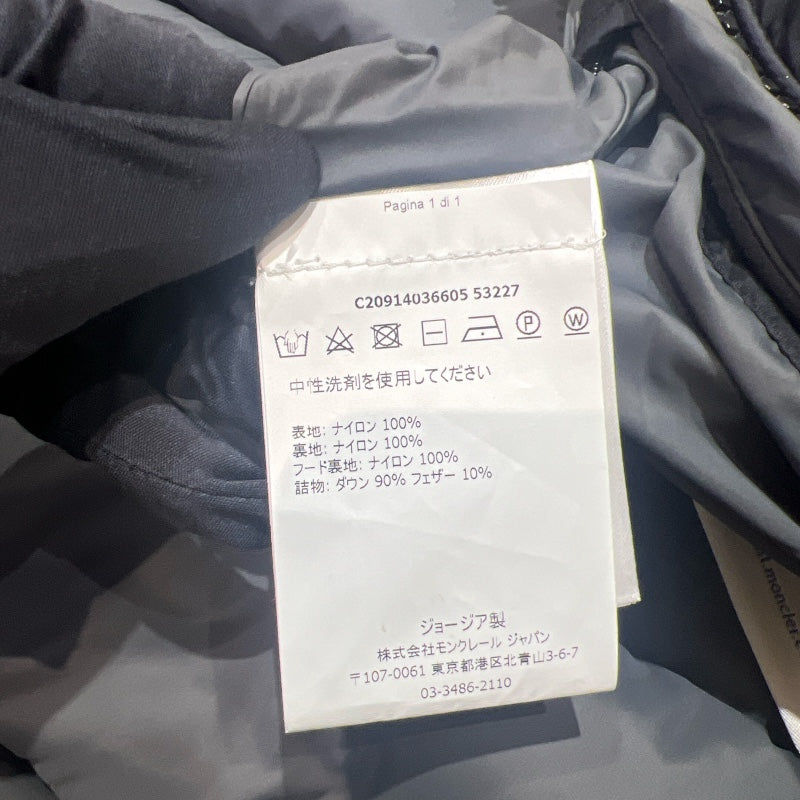 Pagina 1 di 1
C20914036605 53227
P W
中性洗剤を使用してください
表地: ナイロン 100%
裏地: ナイロン 100%
フード裏地: ナイロン 100%
詰物: ダウン 90% フェザー 10%
ジョージア製
株式会社モンクレール ジャパン
〒107-0061 東京都港区北青山3-6-7
03-3486-2110
moncler.